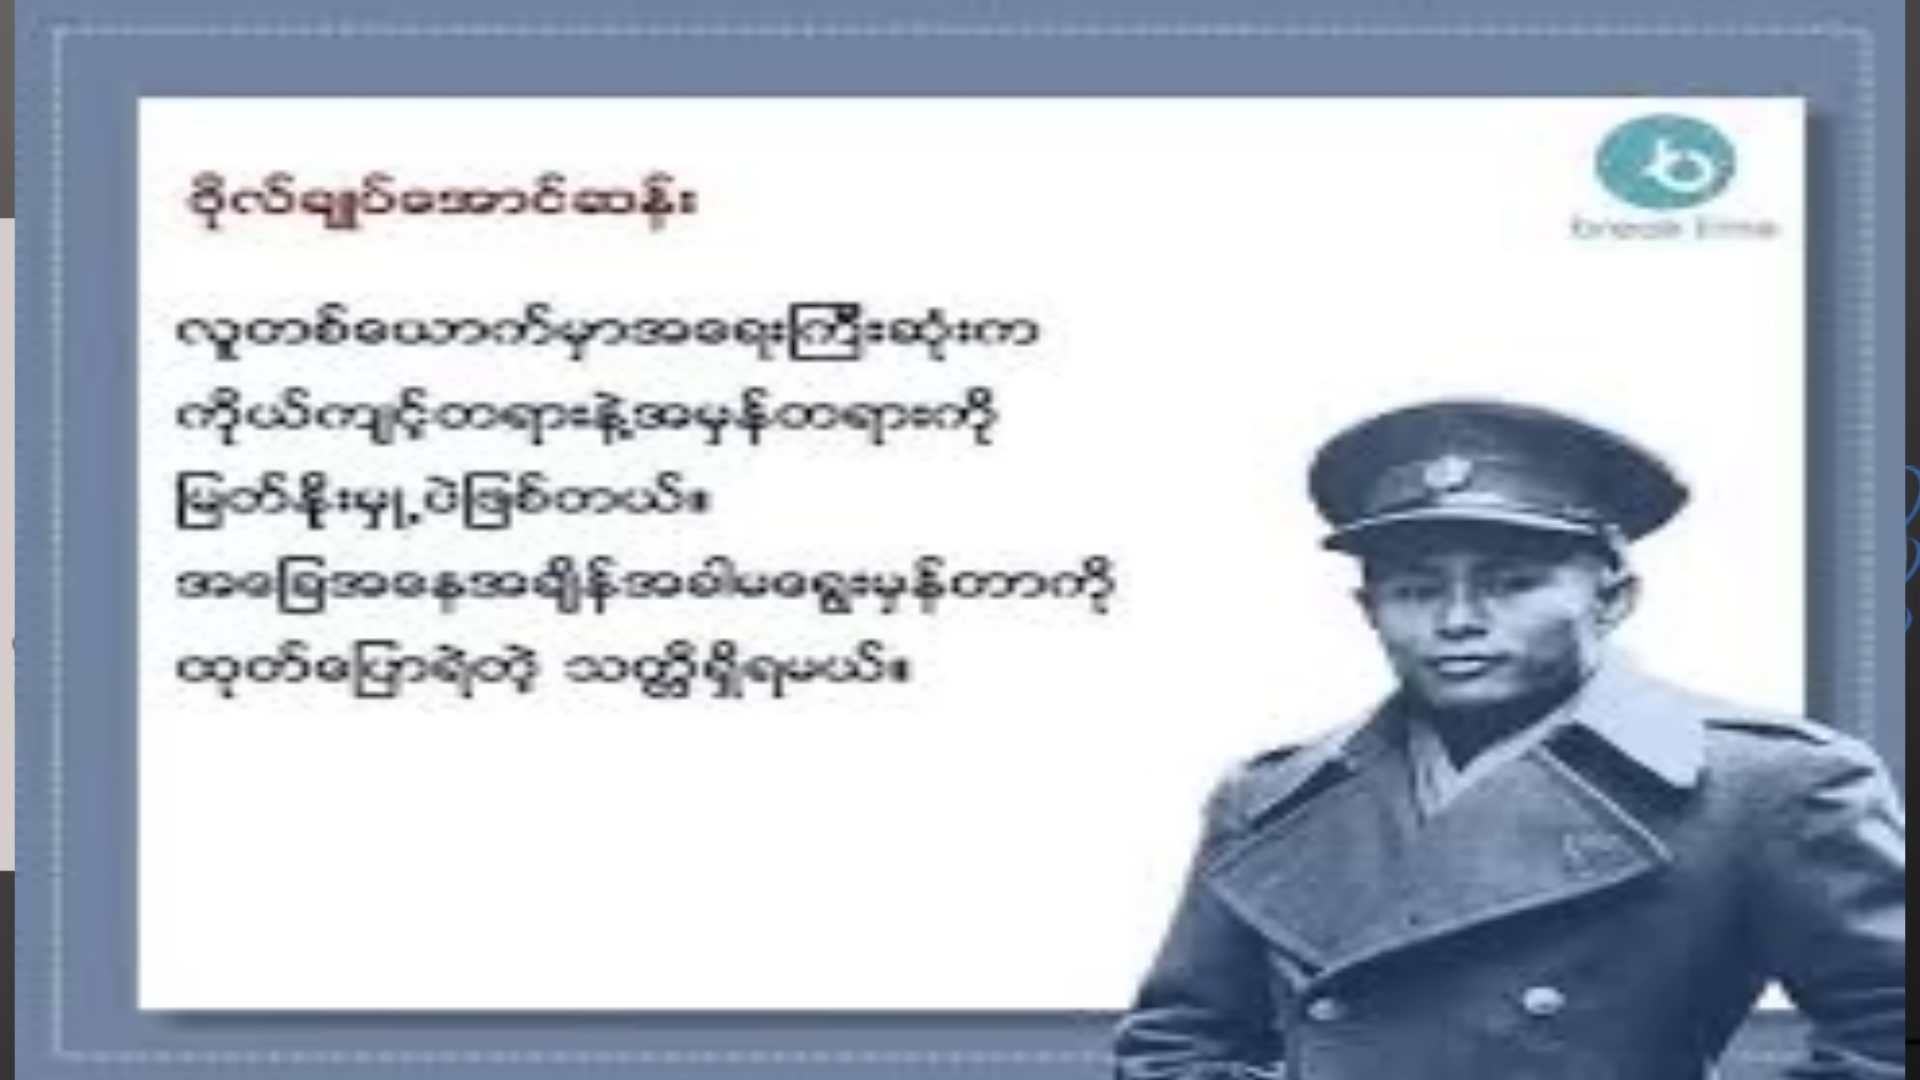 ဗိုလ်ချုပ်အောင်ဆန်း
break time
လူတစ်ယောက်မှာအရေးကြီးဆုံးက
ကိုယ်ကျင့်တရားနဲ့အမှန်တရားကို
မြတ်နိုးမှု့ပဲဖြစ်တယ်။
အခြေအနေအချိန်အခါမရွေးမှန်တာကို
ထုတ်ပြောရဲတဲ့ သတ္တိရှိရမယ်။